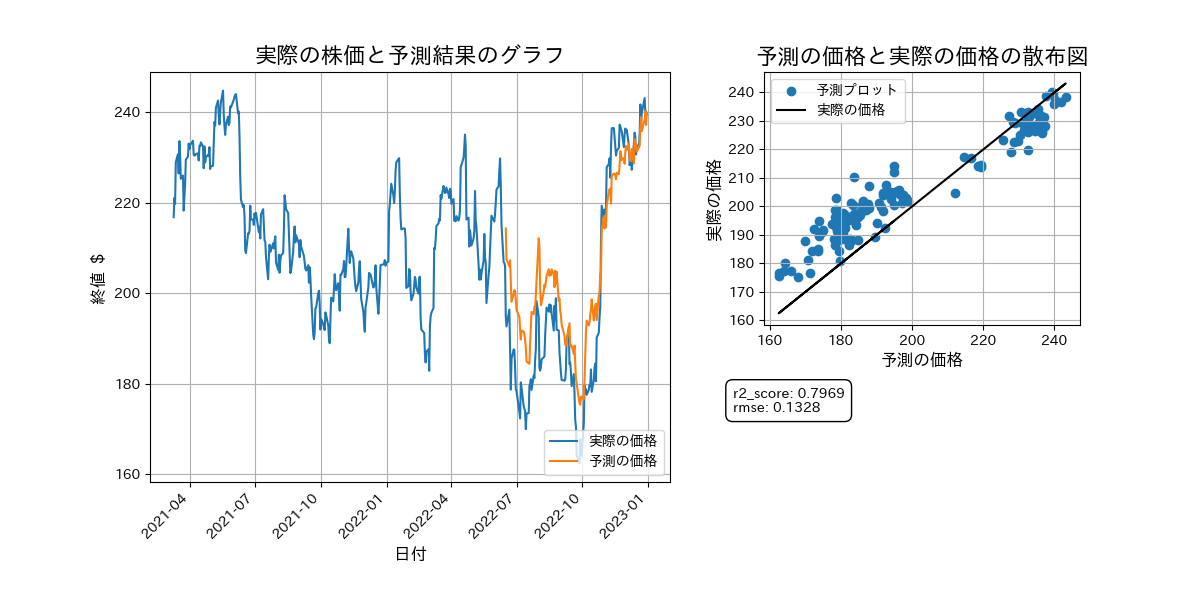 実際の株価と予測結果のグラフ
終値 $
240
220
200
180
160
2021-04
2021-07
2021-10
2022-01
2022-04
2022-07
2022-10
2023-01
日付
実際の価格
予測の価格
予測の価格と実際の価格の散布図
実際の価格
240
230
220
210
200
190
180
170
160
160
180
200
220
240
予測の価格
予測プロット
実際の価格
r2_score: 0.7969
rmse: 0.1328